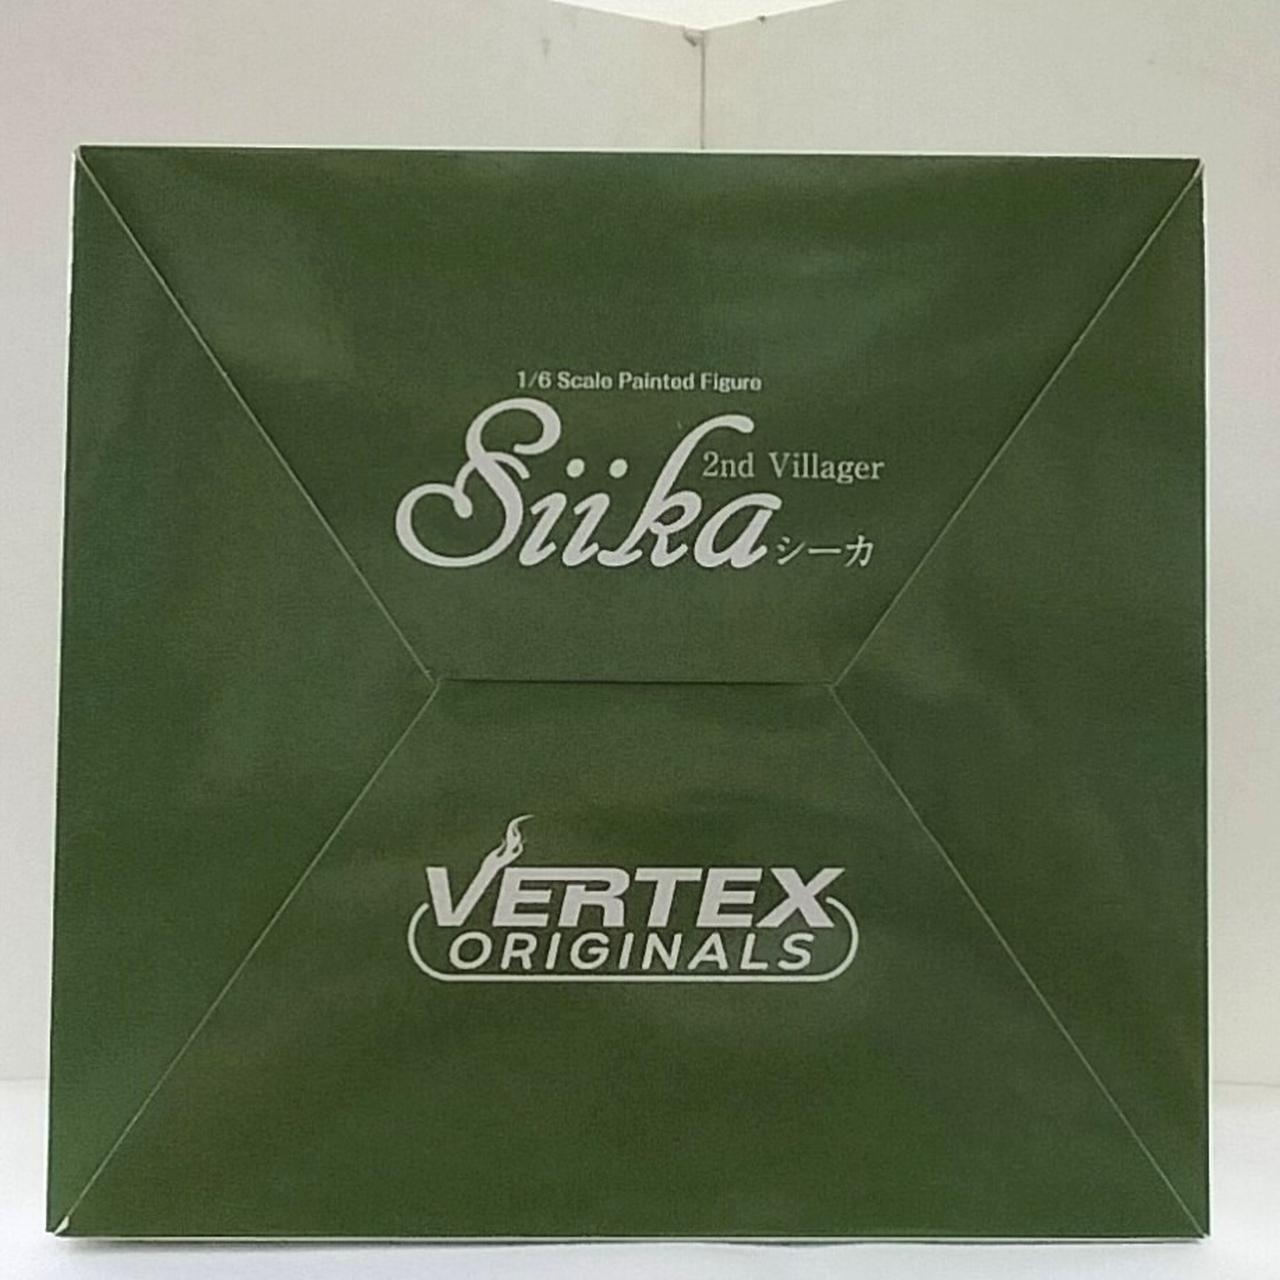 1/6 Scale Painted Figure
Siika
2nd Villager
シーカ
VERTEX
ORIGINALS